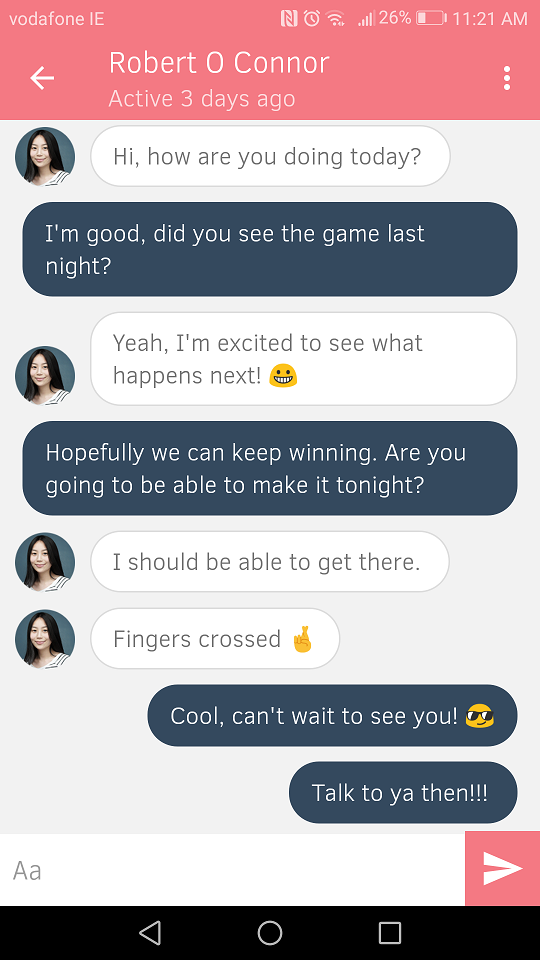 vodafone IE 26% 11:21 AM
Robert O Connor
Active 3 days ago
Hi, how are you doing today?
I'm good, did you see the game last
night?
Yeah, I'm excited to see what
happens next! 😀
Hopefully we can keep winning. Are you
going to be able to make it tonight?
I should be able to get there.
Fingers crossed 🤞
Cool, can't wait to see you! 😎
Talk to ya then!!!
Aa